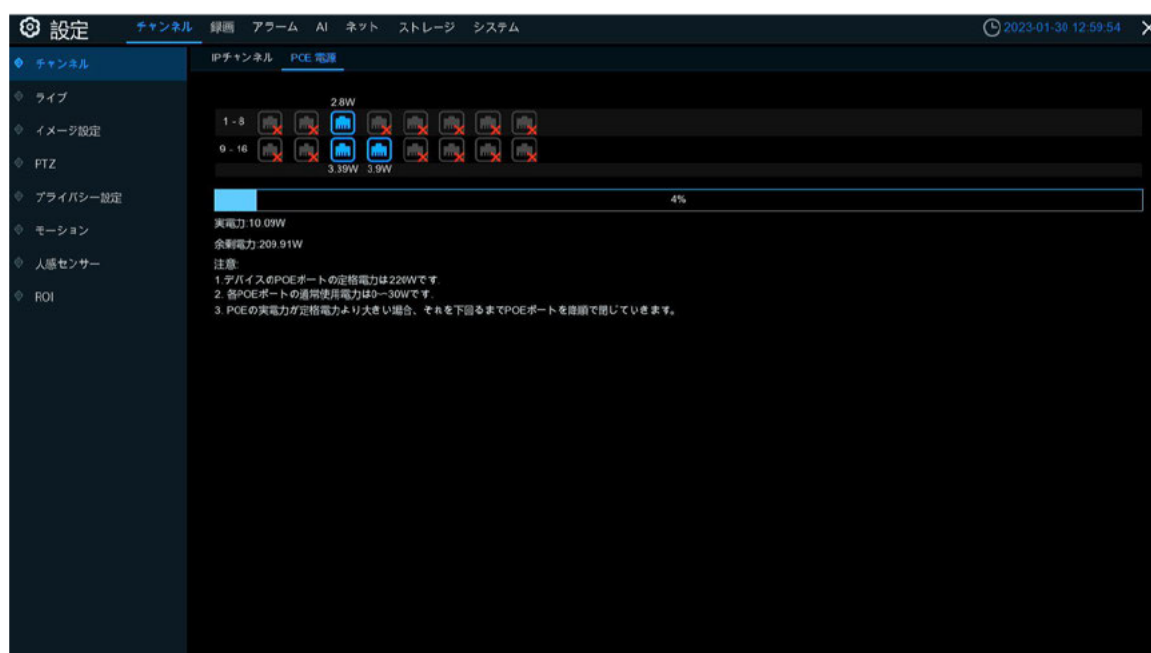 設定 チャンネル 録画 アラーム AI ネット ストレージ システム 2023-01-30 12:59:54
チャンネル
ライブ
イメージ設定
PTZ
プライバシー設定
モーション
人感センサー
ROI
IPチャンネル POE 電源
2.8W
1 - 8
9 - 16
3.39W 3.9W
4%
実電力:10.09W
余剰電力:209.91W
注意:
1.デバイスのPOEポートの定格電力は220Wです.
2. 各POEポートの通常使用電力は0~30Wです.
3. POEの実電力が定格電力より大きい場合、それを下回るまでPOEポートを降順で閉じていきます。